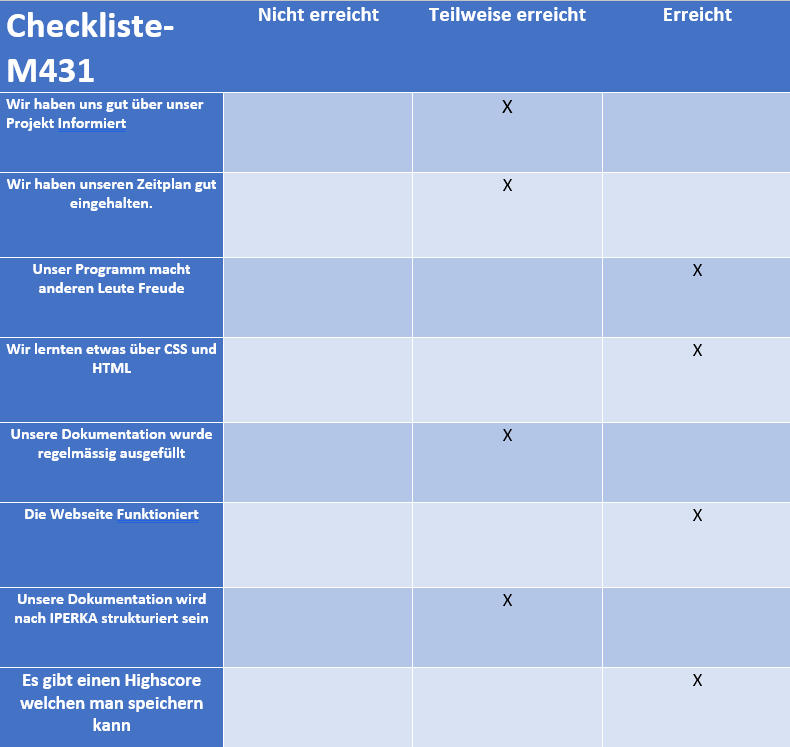 Checkliste-
M431
Nicht erreicht
Teilweise erreicht
Erreicht
Wir haben uns gut über unser
Projekt Informiert
X
Wir haben unseren Zeitplan gut
eingehalten.
X
Unser Programm macht
anderen Leute Freude
X
Wir lernten etwas über CSS und
HTML
X
Unsere Dokumentation wurde
regelmässig ausgefüllt
X
Die Webseite Funktioniert
X
Unsere Dokumentation wird
nach IPERKA strukturiert sein
X
Es gibt einen Highscore
welchen man speichern
kann
X